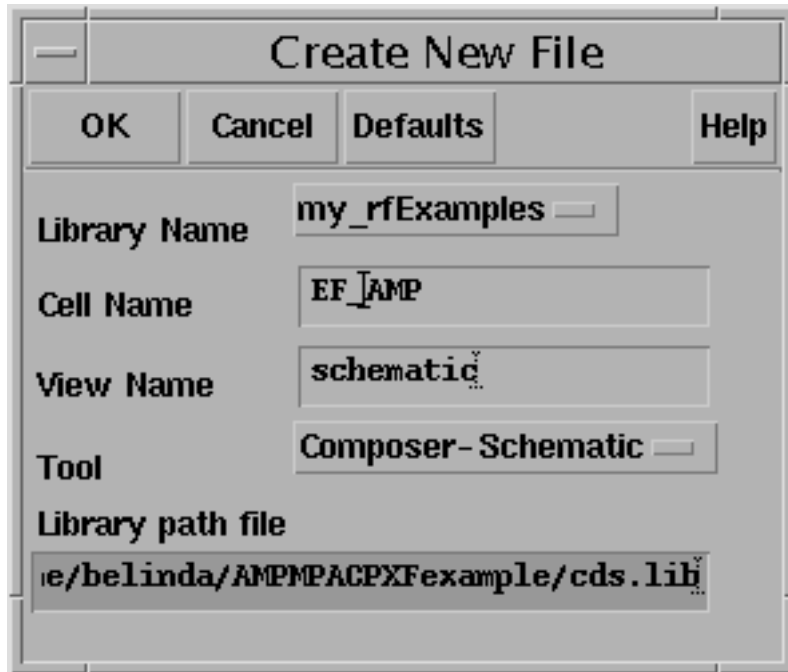 Create New File
OK Cancel Defaults Help
Library Name my_rfExamples
Cell Name EF_AMP
View Name schematic
Tool Composer-Schematic
Library path file
e/belinda/AMPMPACPXFexample/cds.lib